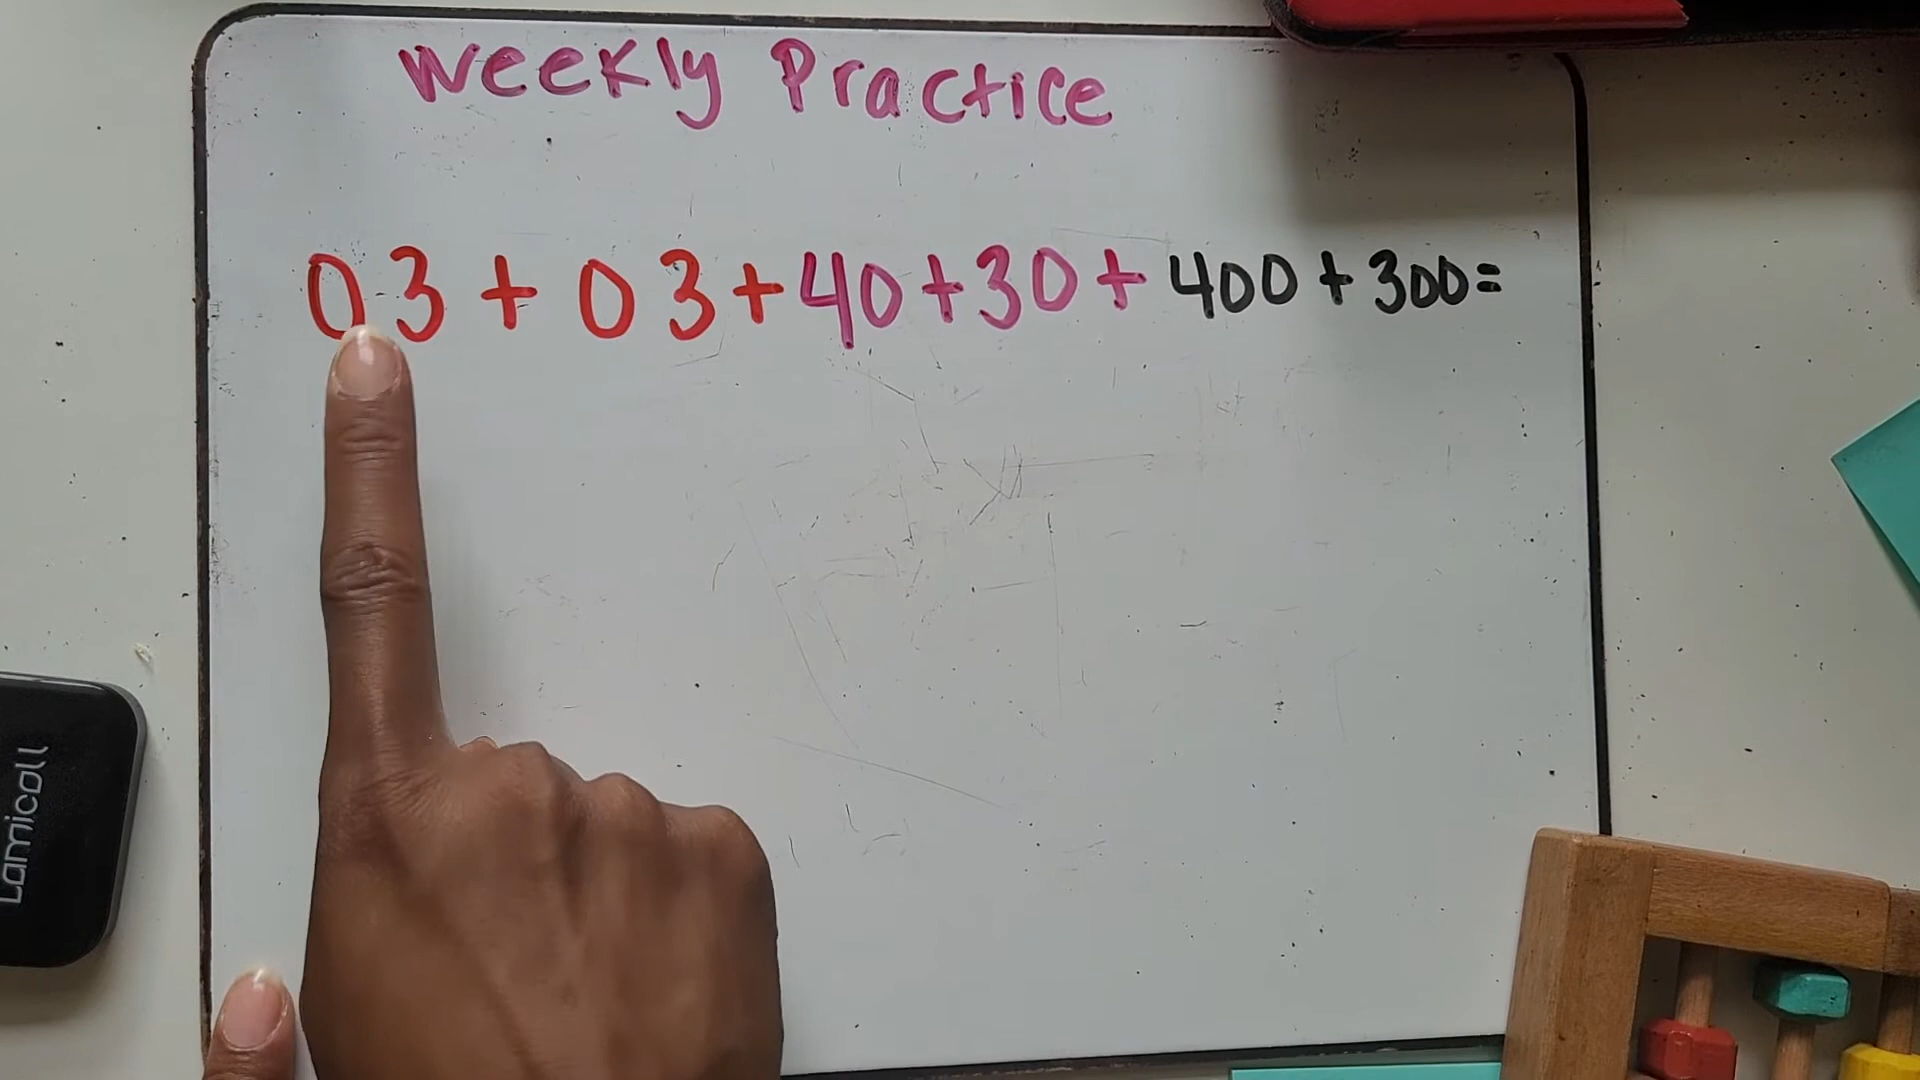 Weekly Practice
03 + 03 + 40 + 30 + 400 + 300 =
Lamicall